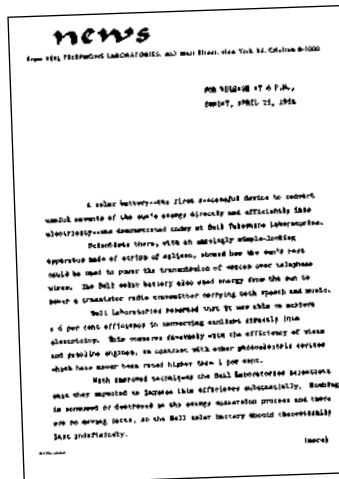 news
From BELL TELEPHONE LABORATORIES, 463 West Street, New York 14, CHelsea 3-1000
FOR RELEASE AT 6 P.M.,
SUNDAY, APRIL 25, 1954
A solar battery--the first successful device to convert
useful amounts of the sun's energy directly and efficiently into
electricity--was demonstrated today at Bell Telephone Laboratories.
Scientists there, with an amazingly simple-looking
apparatus made of strips of silicon, showed how the sun's rays
could be used to power the transmission of voices over telephone
wires. The Bell solar battery also used energy from the sun to
power a transistor radio transmitter carrying both speech and music.
Bell Laboratories reported that it was able to achieve
a 6 per cent efficiency in converting sunlight directly into
electricity. This compares favorably with the efficiency of steam
and gasoline engines, in contrast with other photoelectric devices
which have never been rated higher than 1 per cent.
With improved techniques the Bell Laboratories scientists
said they expected to increase this efficiency substantially. Nothing
is consumed or destroyed in the energy conversion process and there
are no moving parts, so the Bell solar battery should theoretically
last indefinitely.
(more)